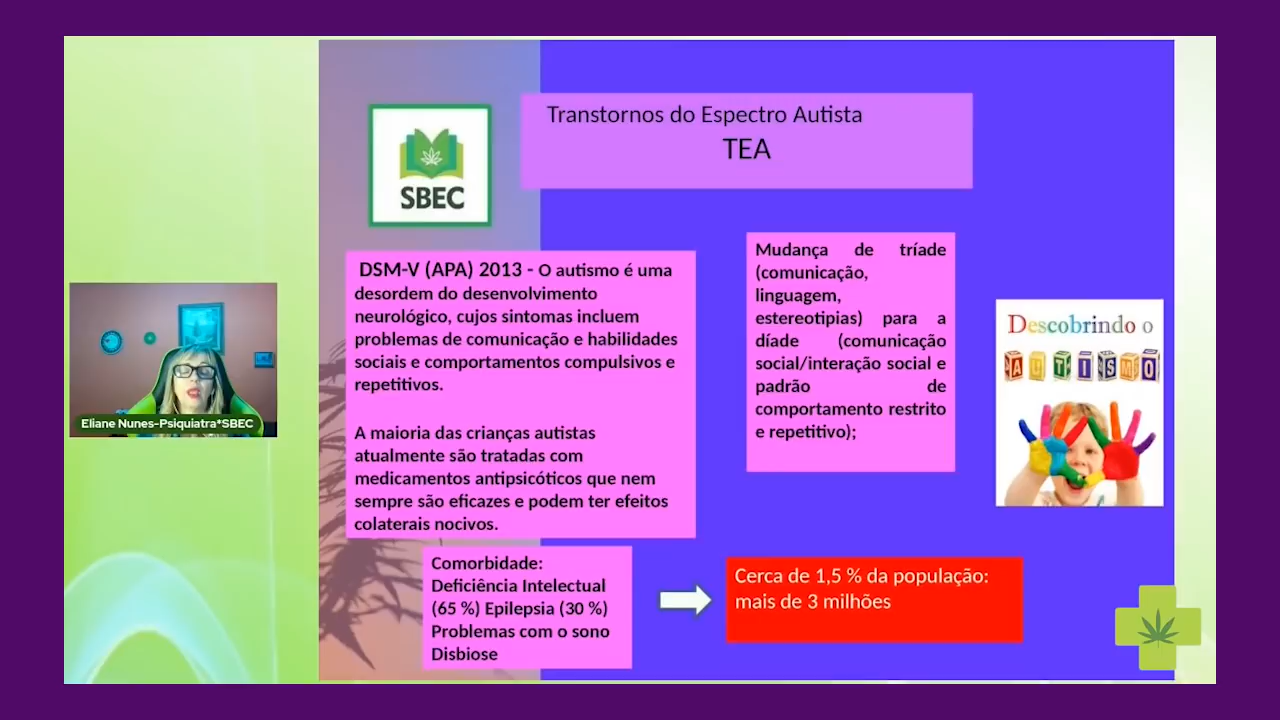 Transtornos do Espectro Autista
TEA
SBEC
DSM-V (APA) 2013 - O autismo é uma
desordem do desenvolvimento
neurológico, cujos sintomas incluem
problemas de comunicação e habilidades
sociais e comportamentos compulsivos e
repetitivos.
A maioria das crianças autistas
atualmente são tratadas com
medicamentos antipsicóticos que nem
sempre são eficazes e podem ter efeitos
colaterais nocivos.
Mudança de tríade
(comunicação,
linguagem,
estereotipias) para a
díade (comunicação
social/interação social e
padrão de
comportamento restrito
e repetitivo);
Descobrindo o
AUTISMO
Eliane Nunes-Psiquiatra*SBEC
Comorbidade:
Deficiência Intelectual
(65 %) Epilepsia (30 %)
Problemas com o sono
Disbiose
Cerca de 1,5 % da população:
mais de 3 milhões